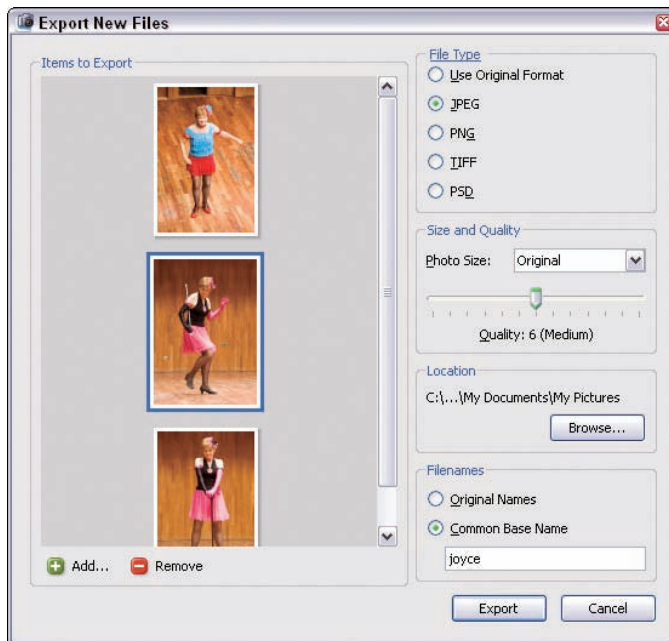 Export New Files
Items to Export
Add...
Remove
File Type
Use Original Format
JPEG
PNG
TIFF
PSD
Size and Quality
Photo Size:
Original
Quality: 6 (Medium)
Location
C:\...\My Documents\My Pictures
Browse...
Filenames
Original Names
Common Base Name
joyce
Export
Cancel